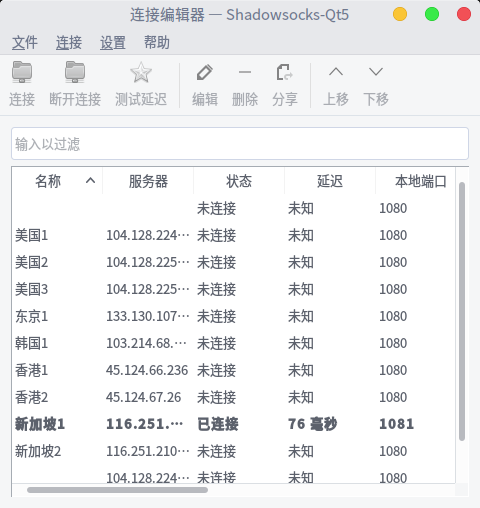 连接编辑器 — Shadowsocks-Qt5
文件 连接 设置 帮助
连接 断开连接 测试延迟 编辑 删除 分享 上移 下移
输入以过滤
名称 服务器 状态 延迟 本地端口
未连接 未知 1080
美国1 104.128.224… 未连接 未知 1080
美国2 104.128.225… 未连接 未知 1080
美国3 104.128.225… 未连接 未知 1080
东京1 133.130.107… 未连接 未知 1080
韩国1 103.214.68.… 未连接 未知 1080
香港1 45.124.66.236 未连接 未知 1080
香港2 45.124.67.26 未连接 未知 1080
新加坡1 116.251.… 已连接 76 毫秒 1081
新加坡2 116.251.210… 未连接 未知 1080
104.128.224… 未连接 未知 1080